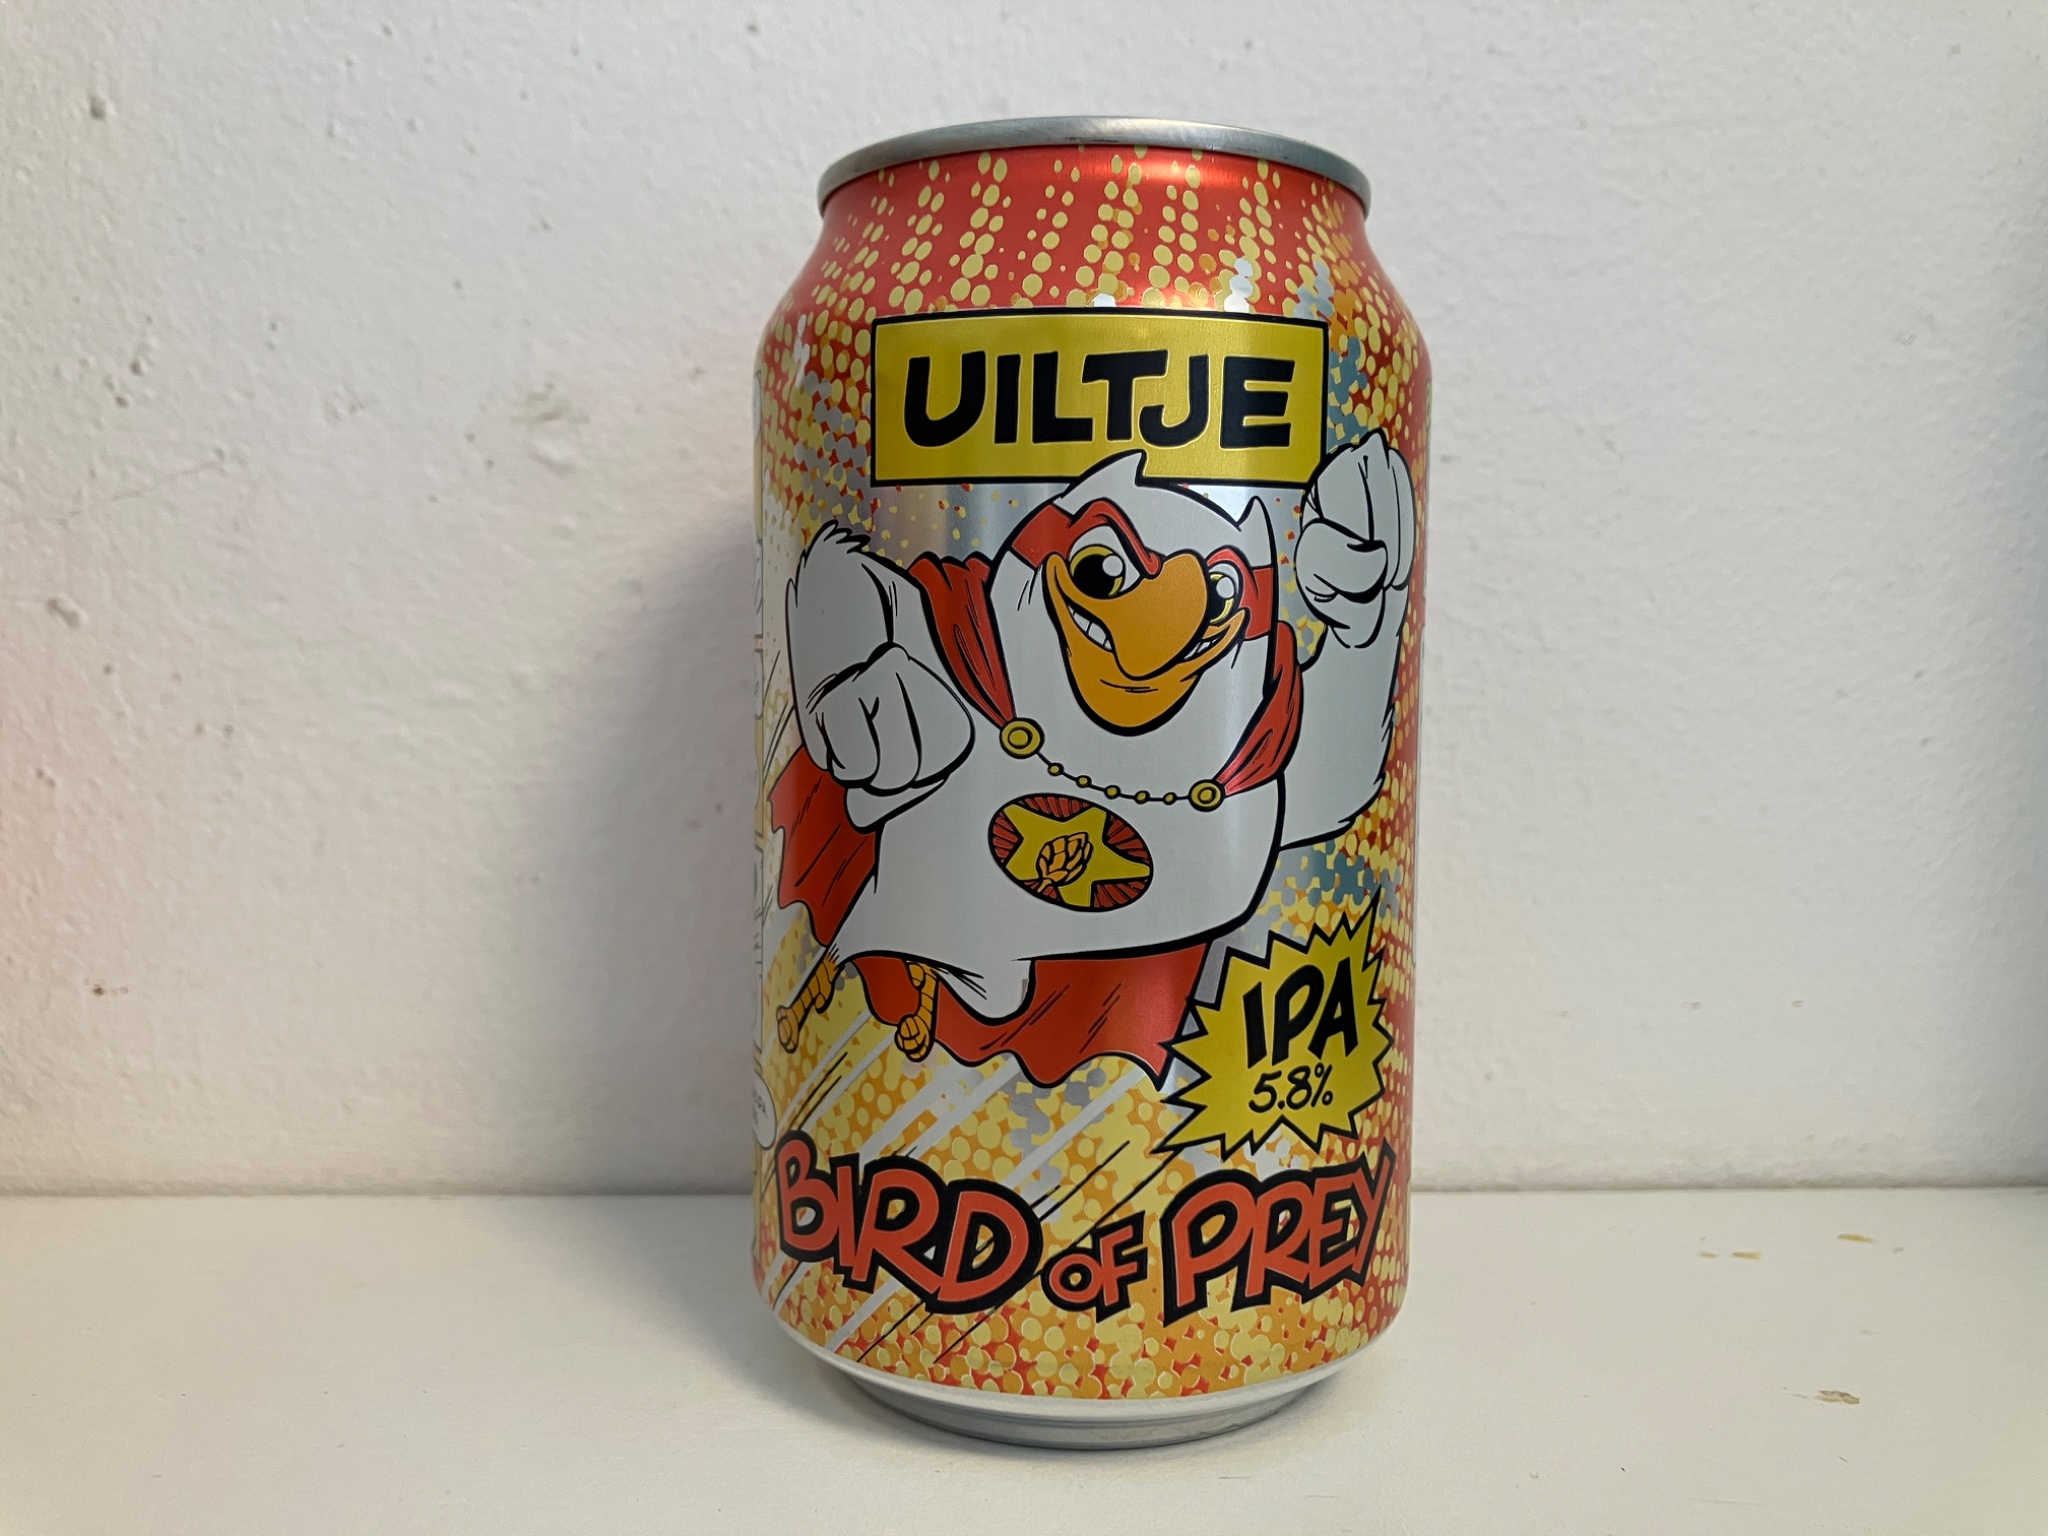 UILTJE
IPA
5.8%
BIRD OF PREY